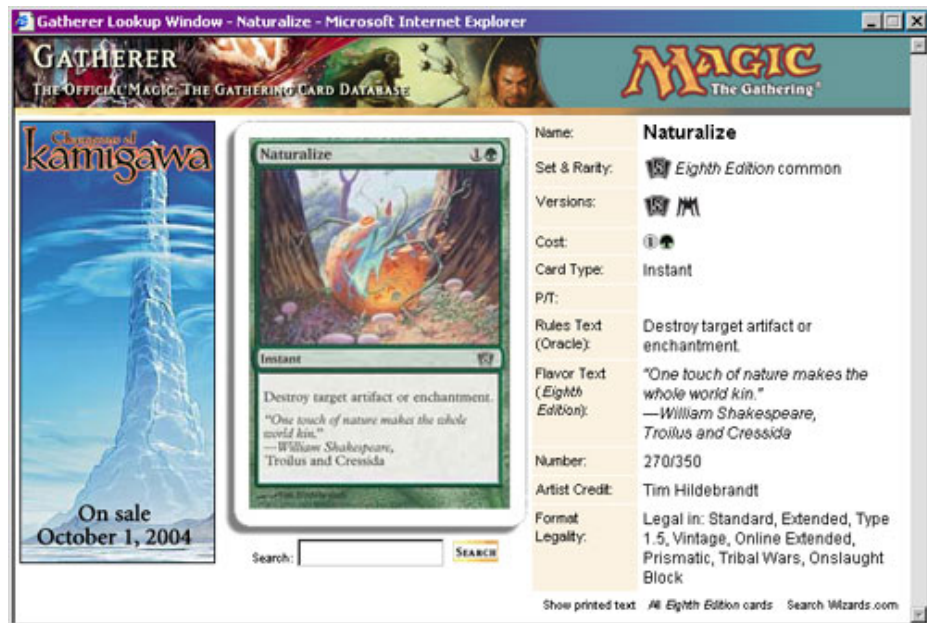 Gatherer Lookup Window - Naturalize - Microsoft Internet Explorer
GATHERER
THE OFFICIAL MAGIC: THE GATHERING CARD DATABASE
MAGIC
The Gathering®
Champions of
kamigawa
On sale
October 1, 2004
Naturalize 1
Instant
Destroy target artifact or enchantment.
"One touch of nature makes the whole
world kin."
—William Shakespeare,
Troilus and Cressida
Search:
SEARCH
Name: Naturalize
Set & Rarity: Eighth Edition common
Versions:
Cost: 1
Card Type: Instant
P/T:
Rules Text Destroy target artifact or
(Oracle): enchantment.
Flavor Text "One touch of nature makes the
(Eighth whole world kin."
Edition): —William Shakespeare,
Troilus and Cressida
Number: 270/350
Artist Credit: Tim Hildebrandt
Format Legal in: Standard, Extended, Type
Legality: 1.5, Vintage, Online Extended,
Prismatic, Tribal Wars, Onslaught
Block
Show printed text All Eighth Edition cards Search Wizards.com